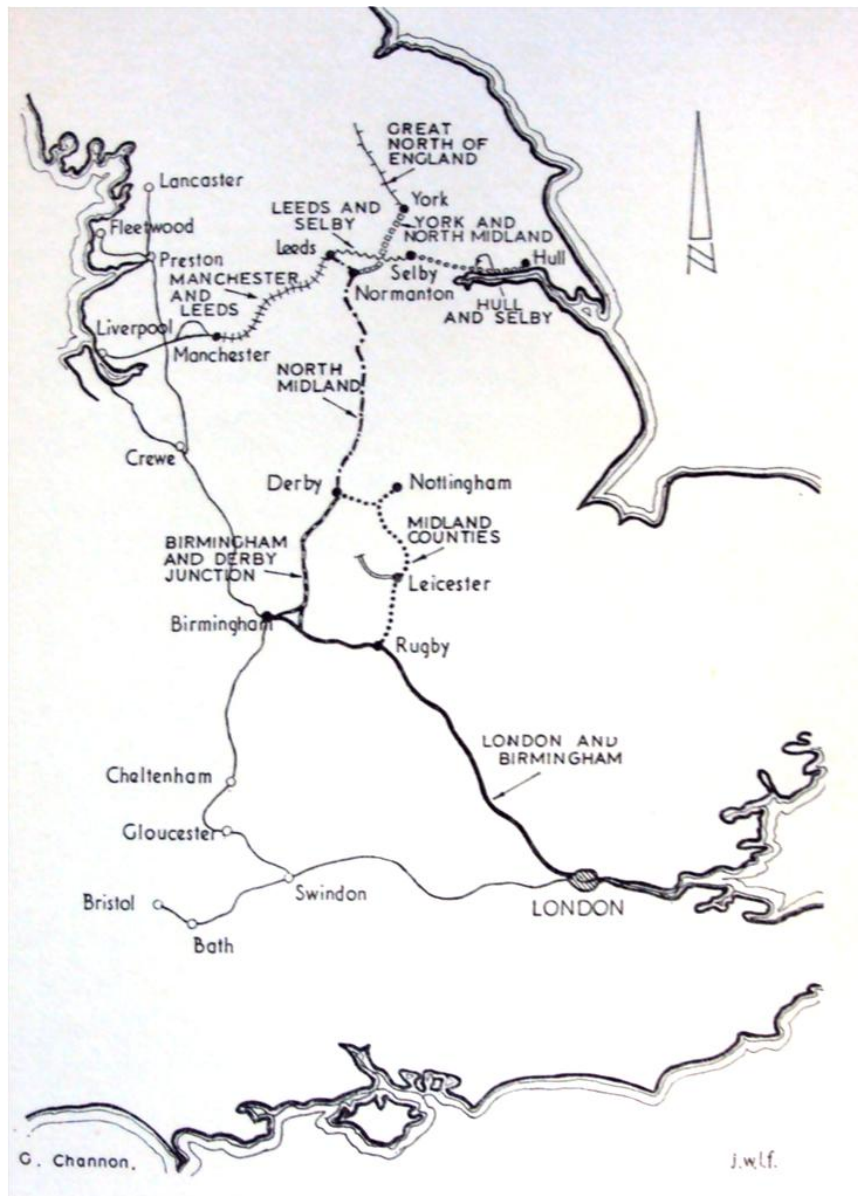 GREAT
NORTH OF
ENGLAND
Lancaster
York
LEEDS AND
SELBY
Fleetwood
YORK AND
NORTH MIDLAND
Leeds
Hull
Preston
Selby
MANCHESTER
AND
LEEDS
Normanton
HULL
AND SELBY
Liverpool
Manchester
NORTH
MIDLAND
Crewe
Derby
Nottingham
MIDLAND
COUNTIES
BIRMINGHAM
AND DERBY
JUNCTION
Leicester
Birmingham
Rugby
LONDON AND
BIRMINGHAM
Cheltenham
Gloucester
Swindon
Bristol
LONDON
Bath
N
G. Channon.
j.w.l.f.